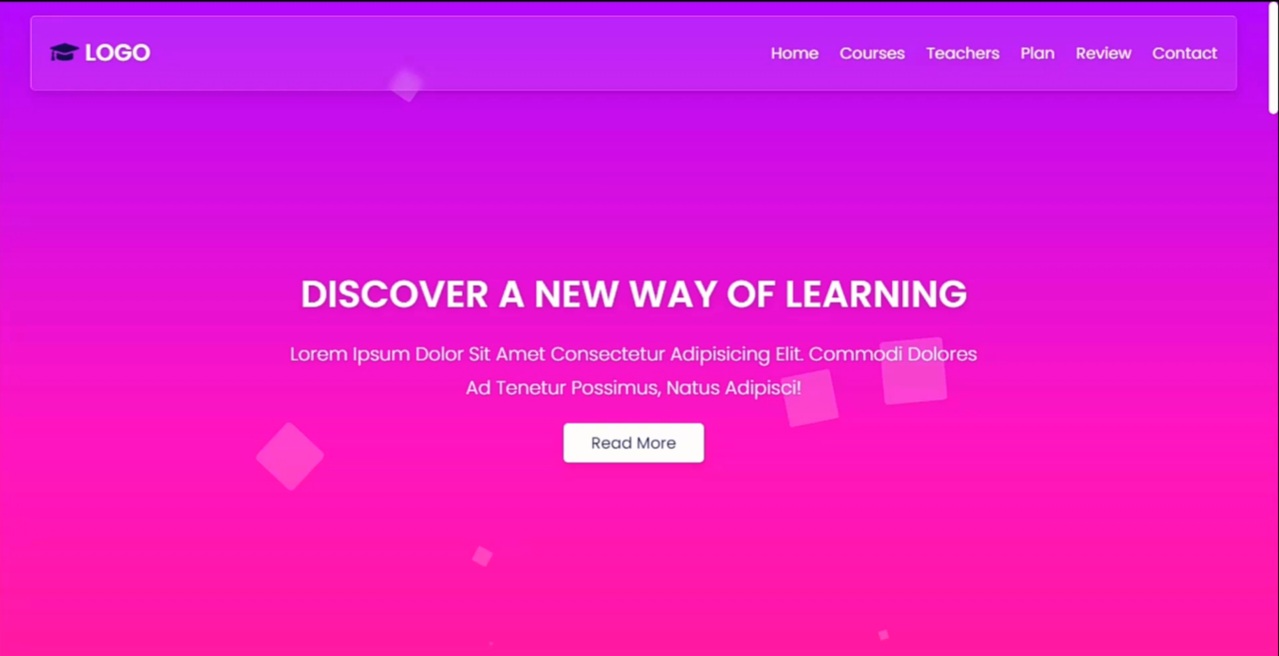 LOGO
Home Courses Teachers Plan Review Contact
DISCOVER A NEW WAY OF LEARNING
Lorem Ipsum Dolor Sit Amet Consectetur Adipisicing Elit. Commodi Dolores
Ad Tenetur Possimus, Natus Adipisci!
Read More